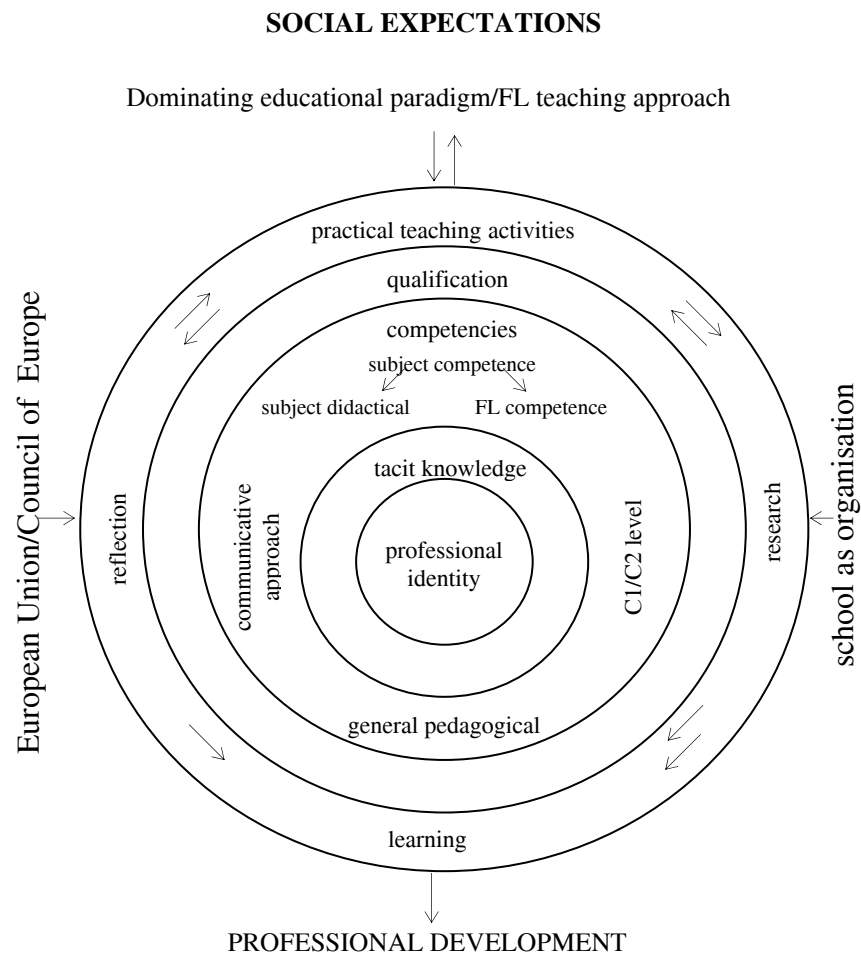 SOCIAL EXPECTATIONS
Dominating educational paradigm/FL teaching approach
practical teaching activities
qualification
competencies
subject competence
subject didactical
FL competence
tacit knowledge
professional
identity
communicative
approach
C1/C2 level
reflection
research
European Union/Council of Europe
school as organisation
general pedagogical
learning
PROFESSIONAL DEVELOPMENT